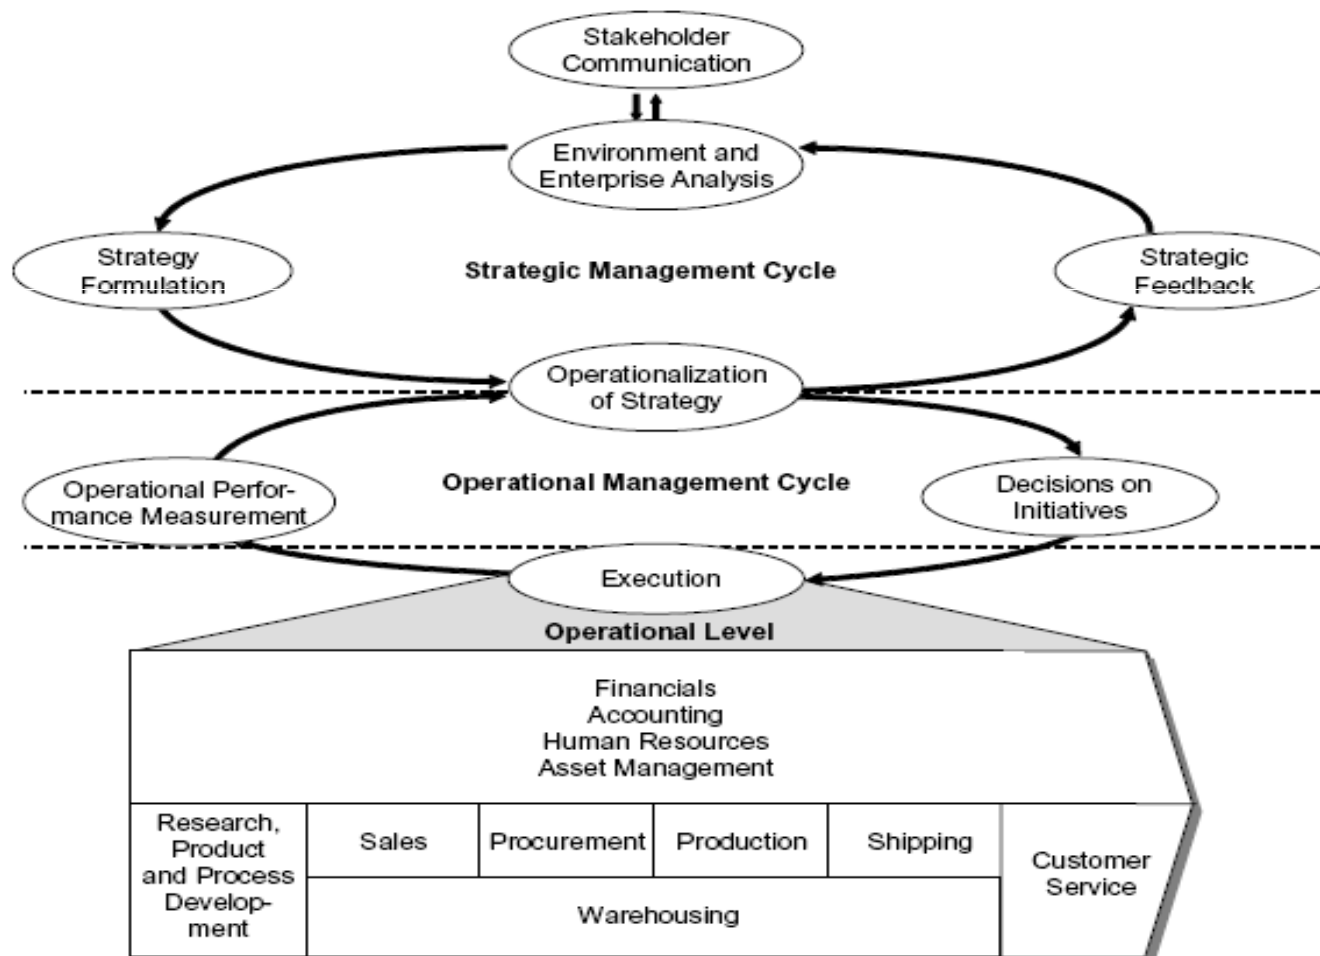 Stakeholder
Communication
Environment and
Enterprise Analysis
Strategy
Formulation
Strategic Management Cycle
Strategic
Feedback
Operationalization
of Strategy
Operational Perfor-
mance Measurement
Operational Management Cycle
Decisions on
Initiatives
Execution
Operational Level
Financials
Accounting
Human Resources
Asset Management
Research,
Product
and Process
Develop-
ment
Sales
Procurement
Production
Shipping
Customer
Service
Warehousing